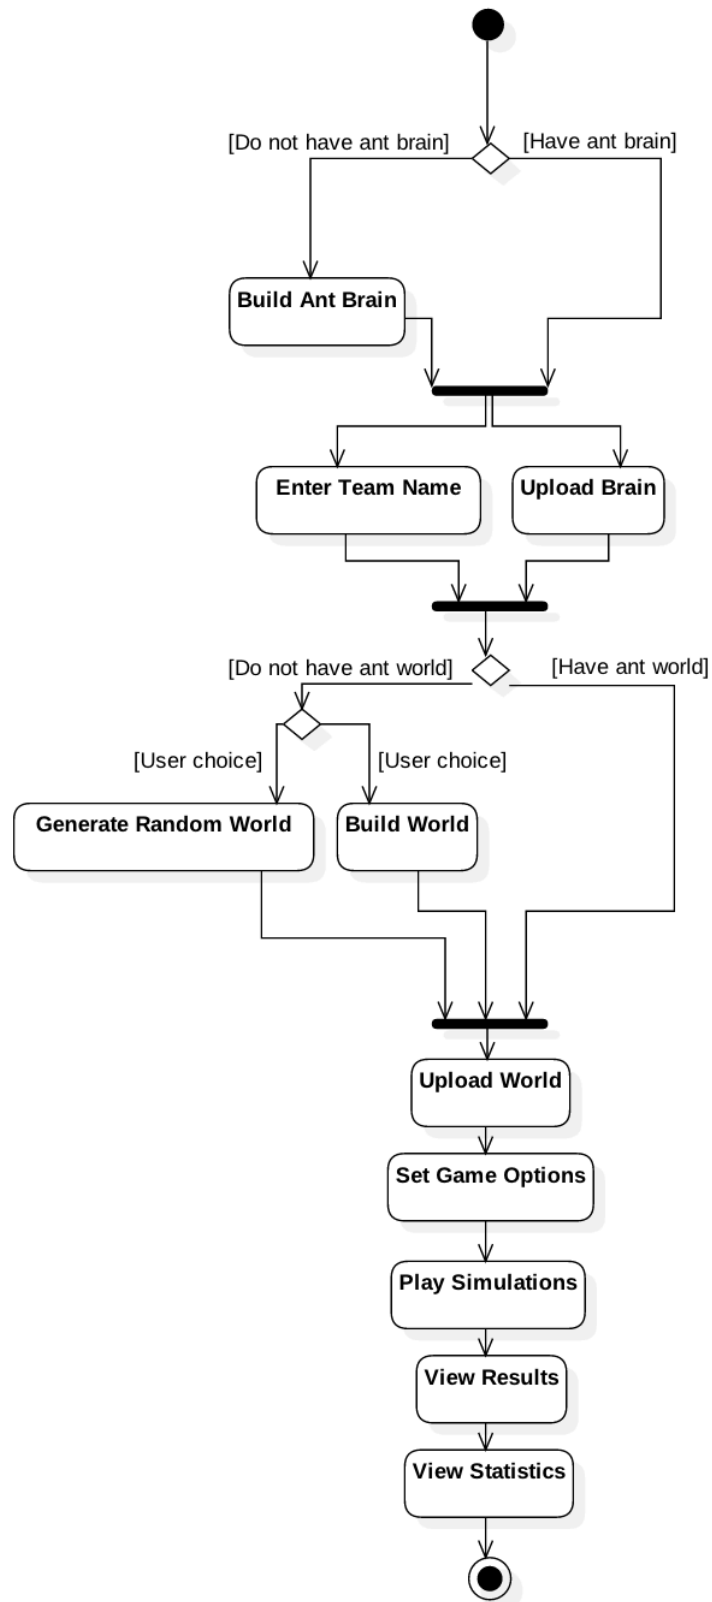 [Do not have ant brain]
[Have ant brain]
Build Ant Brain
Enter Team Name
Upload Brain
[Do not have ant world]
[Have ant world]
[User choice]
[User choice]
Generate Random World
Build World
Upload World
Set Game Options
Play Simulations
View Results
View Statistics